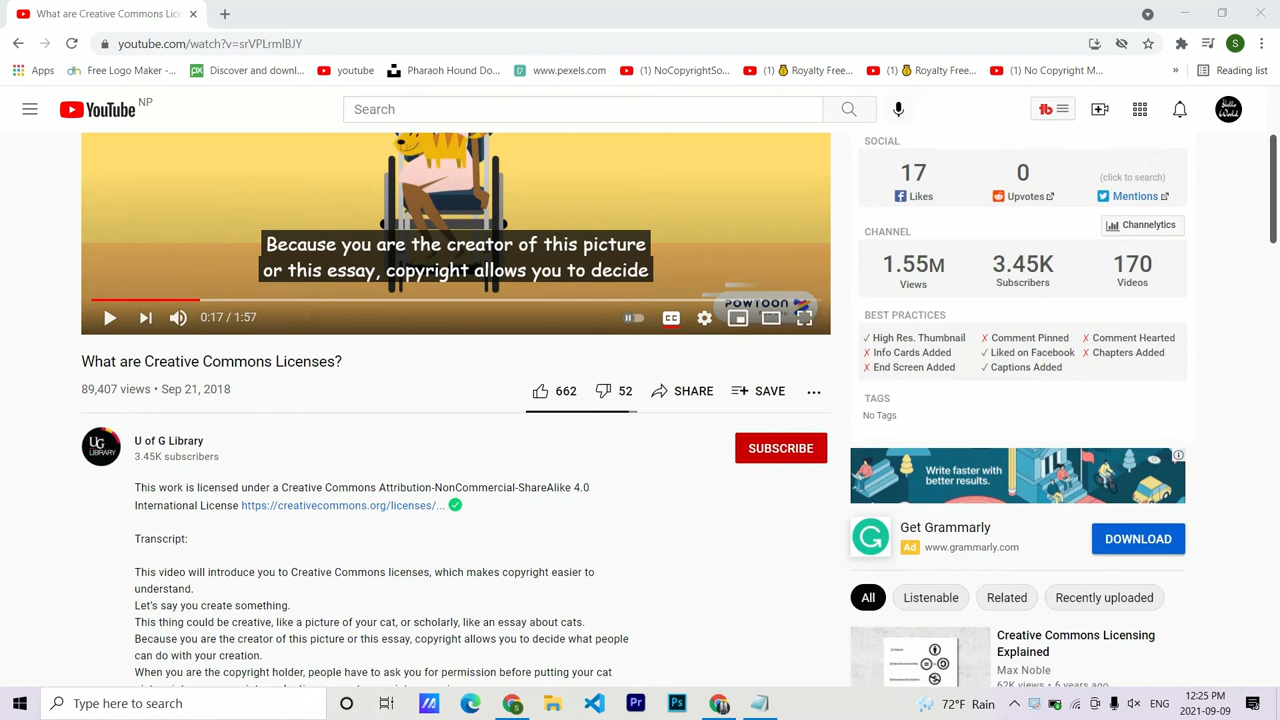 What are Creative Commons Lice
youtube.com/watch?v=srVPLrmlBJY
Apps
Free Logo Maker -...
Discover and downl...
youtube
Pharaoh Hound Do...
www.pexels.com
(1) NoCopyrightSo...
(1) Royalty Free...
(1) Royalty Free...
(1) No Copyright M...
»
Reading list
S
YouTube NP
Search
Because you are the creator of this picture
or this essay, copyright allows you to decide
POWTOON
0:17 / 1:57
What are Creative Commons Licenses?
89,407 views • Sep 21, 2018
662
52
SHARE
SAVE
UG LIBRARY
U of G Library
3.45K subscribers
SUBSCRIBE
This work is licensed under a Creative Commons Attribution-NonCommercial-ShareAlike 4.0
International License https://creativecommons.org/licenses/...
Transcript:
This video will introduce you to Creative Commons licenses, which makes copyright easier to
understand.
Let's say you create something.
This thing could be creative, like a picture of your cat, or scholarly, like an essay about cats.
Because you are the creator of this picture or this essay, copyright allows you to decide what people
can do with your creation.
When you are the copyright holder, people have to ask you for permission before putting your cat
SOCIAL
17
0
(click to search)
Likes
Upvotes
Mentions
CHANNEL
Channelytics
1.55M
3.45K
170
Views
Subscribers
Videos
BEST PRACTICES
✓ High Res. Thumbnail
✗ Comment Pinned
✗ Comment Hearted
✗ Info Cards Added
✓ Liked on Facebook
✗ Chapters Added
✗ End Screen Added
✓ Captions Added
TAGS
No Tags
Write faster with
better results.
Get Grammarly
Ad www.grammarly.com
DOWNLOAD
All
Listenable
Related
Recently uploaded
Creative Commons Licensing
Explained
Max Noble
62K views • 6 years ago
Type here to search
Pr
Ps
72°F Rain
ENG
12:25 PM
2021-09-09